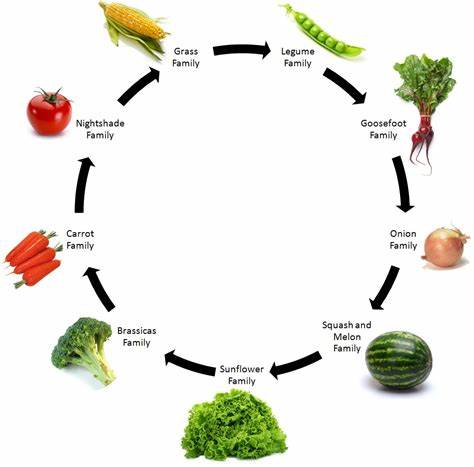 Grass
Family
Legume
Family
Goosefoot
Family
Onion
Family
Squash and
Melon
Family
Sunflower
Family
Brassicas
Family
Carrot
Family
Nightshade
Family